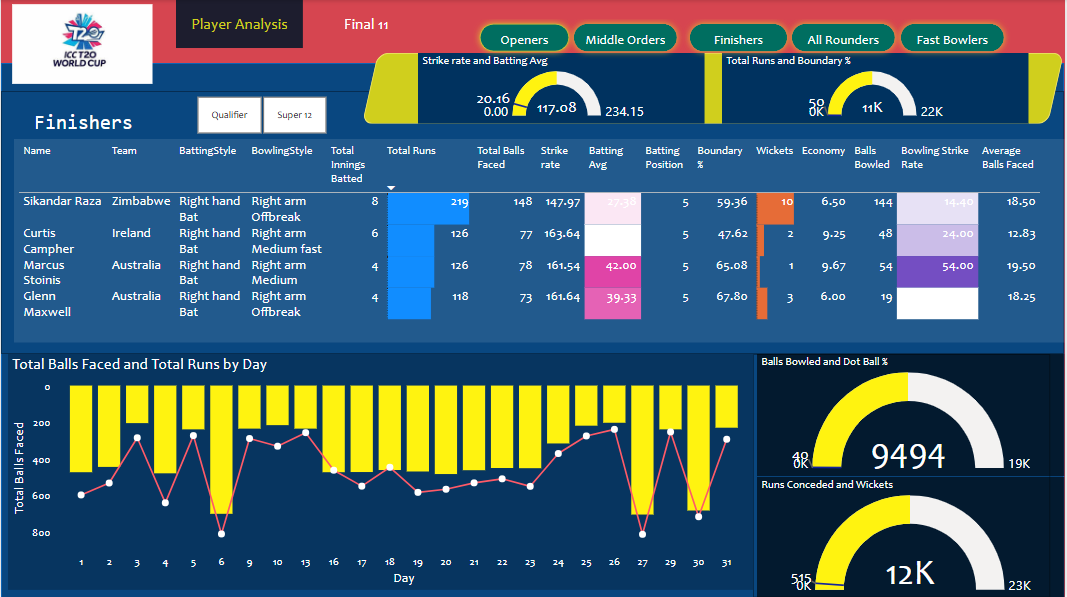 ICC T20
WORLD CUP
Player Analysis
Final 11
Openers
Middle Orders
Finishers
All Rounders
Fast Bowlers
Strike rate and Batting Avg
20.16
0.00
117.08
234.15
Total Runs and Boundary %
50
0K
11K
22K
Finishers
Qualifier
Super 12
Name Team BattingStyle BowlingStyle Total Innings Batted Total Runs Total Balls Faced Strike rate Batting Avg Batting Position Boundary % Wickets Economy Balls Bowled Bowling Strike Rate Average Balls Faced
Sikandar Raza Zimbabwe Right hand Bat Right arm Offbreak 8 219 148 147.97 27.38 5 59.36 10 6.50 144 14.40 18.50
Curtis Campher Ireland Right hand Bat Right arm Medium fast 6 126 77 163.64 5 47.62 2 9.25 48 24.00 12.83
Marcus Stoinis Australia Right hand Bat Right arm Medium 4 126 78 161.54 42.00 5 65.08 1 9.67 54 54.00 19.50
Glenn Maxwell Australia Right hand Bat Right arm Offbreak 4 118 73 161.64 39.33 5 67.80 3 6.00 19 18.25
Total Balls Faced and Total Runs by Day
Total Balls Faced
0
200
400
600
800
1 2 3 4 5 6 9 10 13 16 17 18 19 20 21 22 23 24 25 26 27 29 30 31
Day
Balls Bowled and Dot Ball %
40
0K
9494
19K
Runs Conceded and Wickets
515
0K
12K
23K